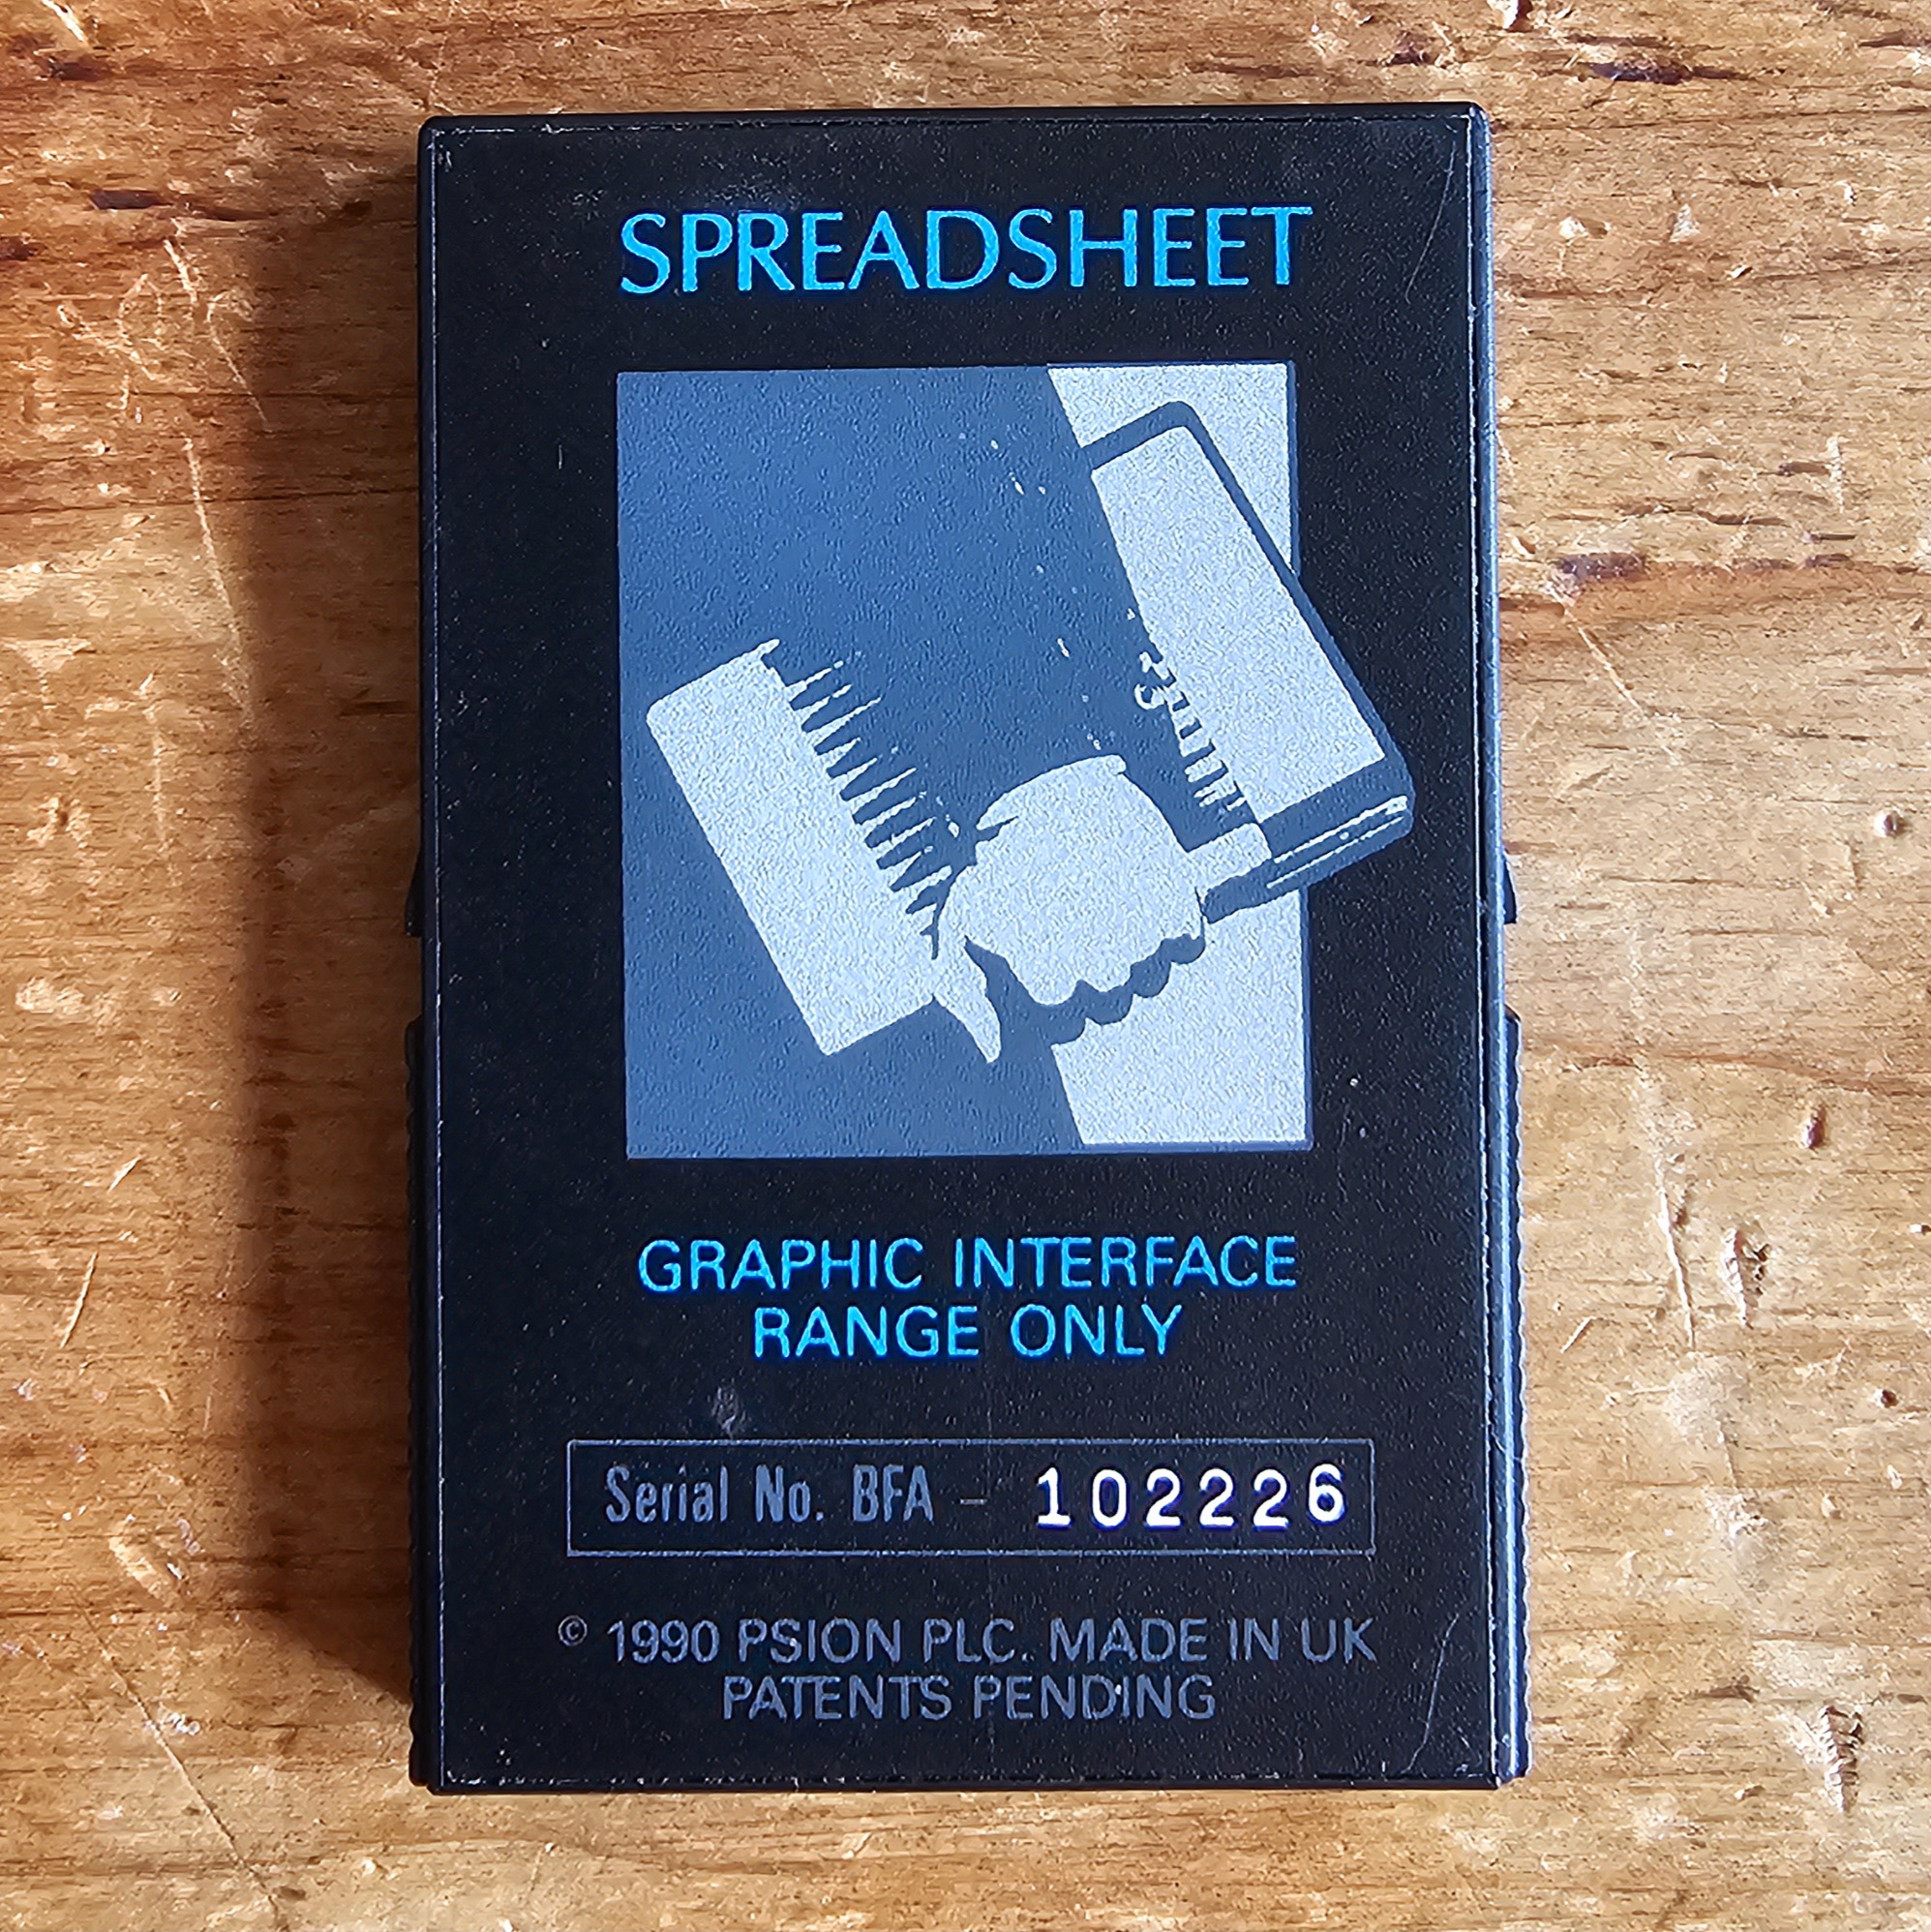 SPREADSHEET
GRAPHIC INTERFACE
RANGE ONLY
Serial No. BFA - 102226
© 1990 PSION PLC. MADE IN UK
PATENTS PENDING